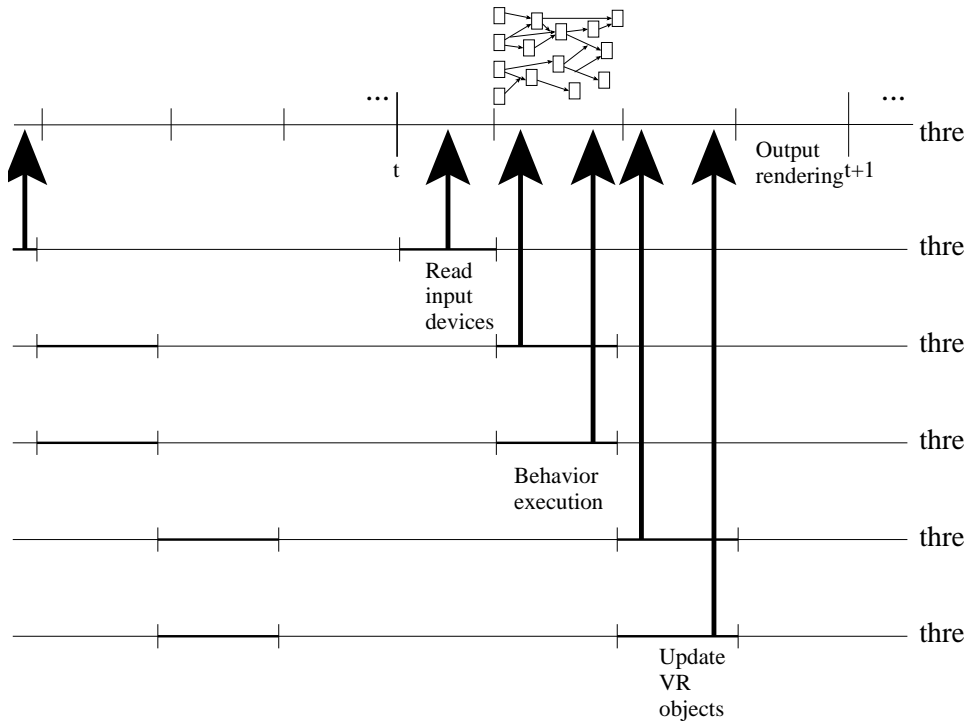 ... ...
thre
t
Output
rendering
t+1
thre
Read
input
devices
thre
thre
Behavior
execution
thre
thre
Update
VR
objects